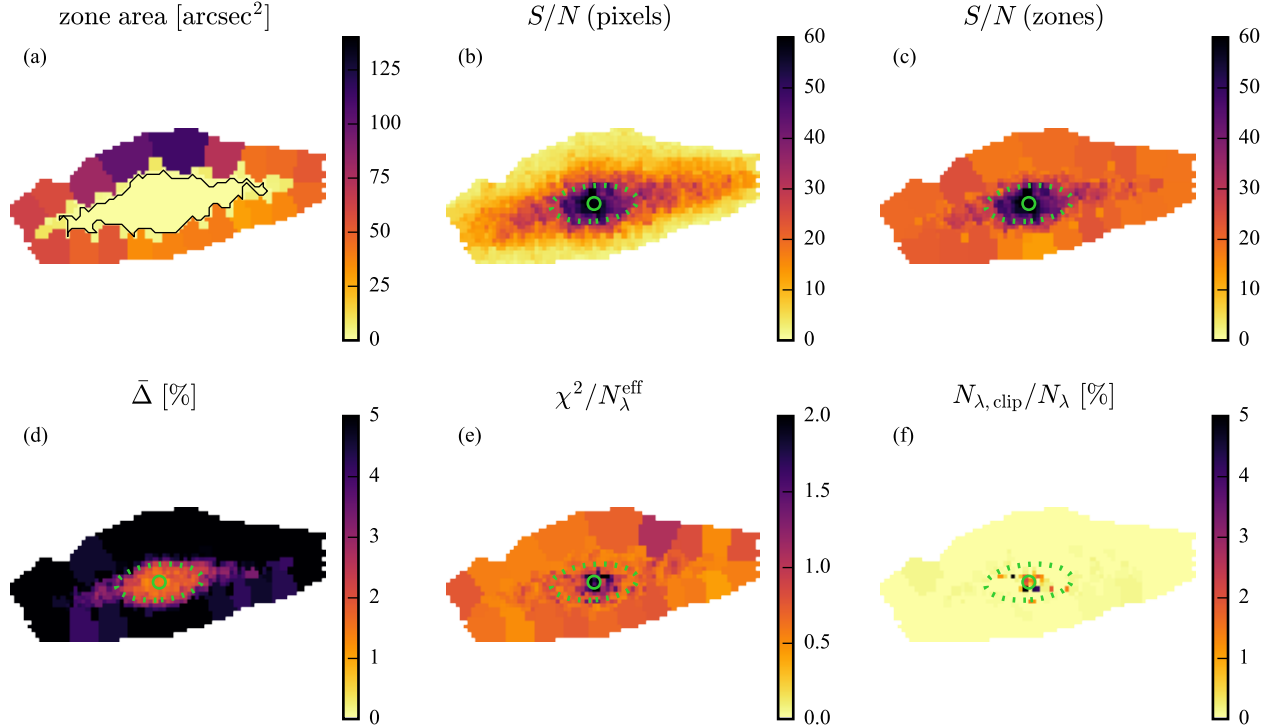 zone area [arcsec²] S/N (pixels) S/N (zones)
(a) (b) (c)
125 100 75 50 25 0
60 50 40 30 20 10 0
60 50 40 30 20 10 0
Δ̄ [%] χ²/N_λ^eff N_λ,clip/N_λ [%]
(d) (e) (f)
5 4 3 2 1 0
2.0 1.5 1.0 0.5 0.0
5 4 3 2 1 0